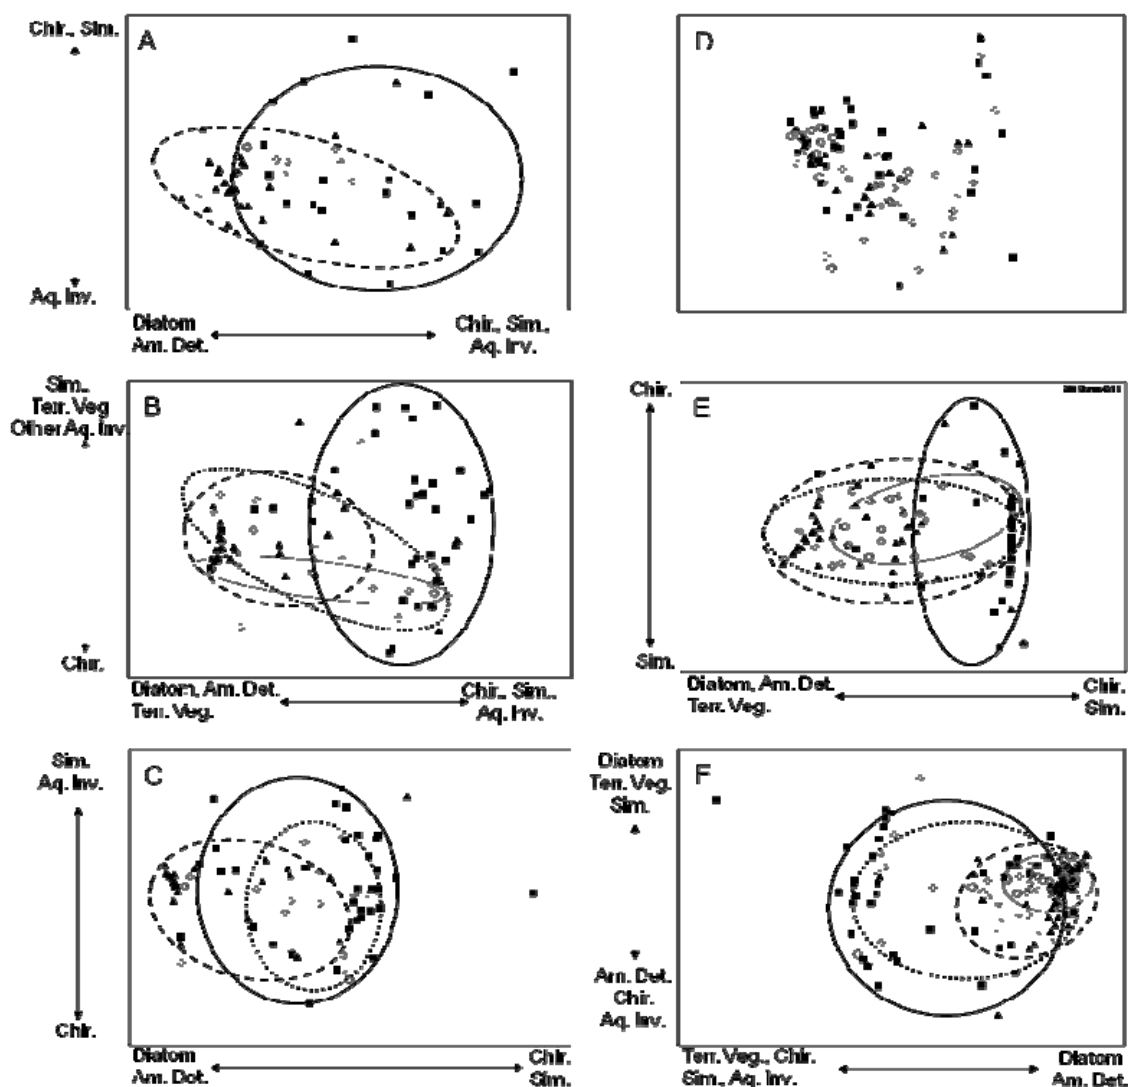 Chir., Sim.
A
Aq. Inv.
Diatom
Am. Det.
Chir., Sim.,
Aq. Inv.
D
Sim.,
Terr. Veg
Other Aq. Inv.
B
Chir.
Diatom, Am. Det.
Terr. Veg.
Chir., Sim.,
Aq. Inv.
Chir.
E
Sim.
Diatom, Am. Det.
Terr. Veg.
Chir.
Sim.
Sim.
Aq. Inv.
C
Chir.
Diatom
Am. Det.
Chir.
Sim.
Diatom
Terr. Veg.
Sim.
F
Am. Det.
Chir.
Aq. Inv.
Terr. Veg., Chir.
Sim., Aq. Inv.
Diatom
Am. Det.